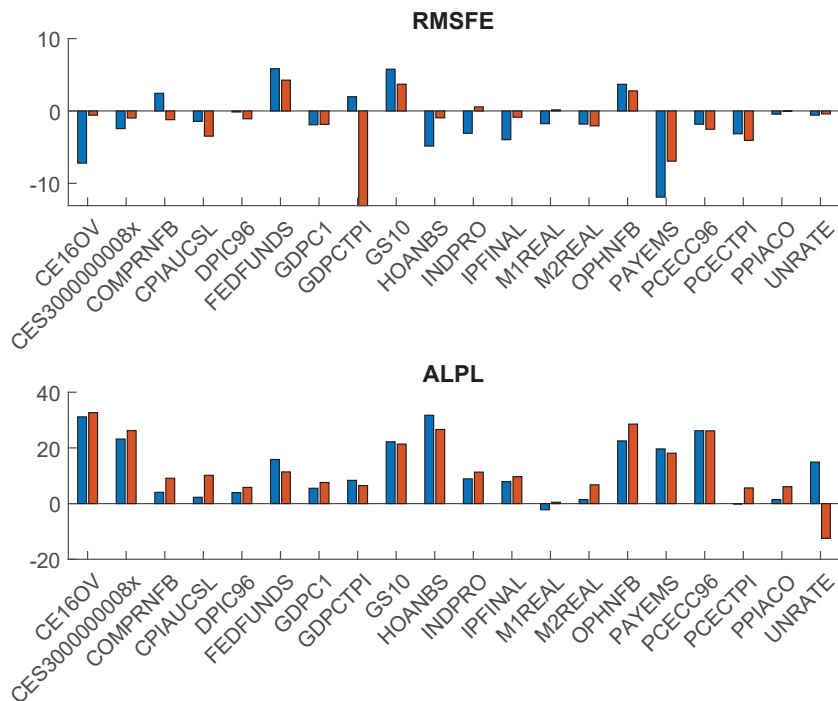 RMSFE
10
0
-10
CE16OV
CES3000000008x
COMPRNFB
CPIAUCSL
DPIC96
FEDFUNDS
GDPC1
GDPCTPI
GS10
HOANBS
INDPRO
IPFINAL
M1REAL
M2REAL
OPHNFB
PAYEMS
PCECC96
PCECTPI
PPIACO
UNRATE
ALPL
40
20
0
-20
CE16OV
CES3000000008x
COMPRNFB
CPIAUCSL
DPIC96
FEDFUNDS
GDPC1
GDPCTPI
GS10
HOANBS
INDPRO
IPFINAL
M1REAL
M2REAL
OPHNFB
PAYEMS
PCECC96
PCECTPI
PPIACO
UNRATE